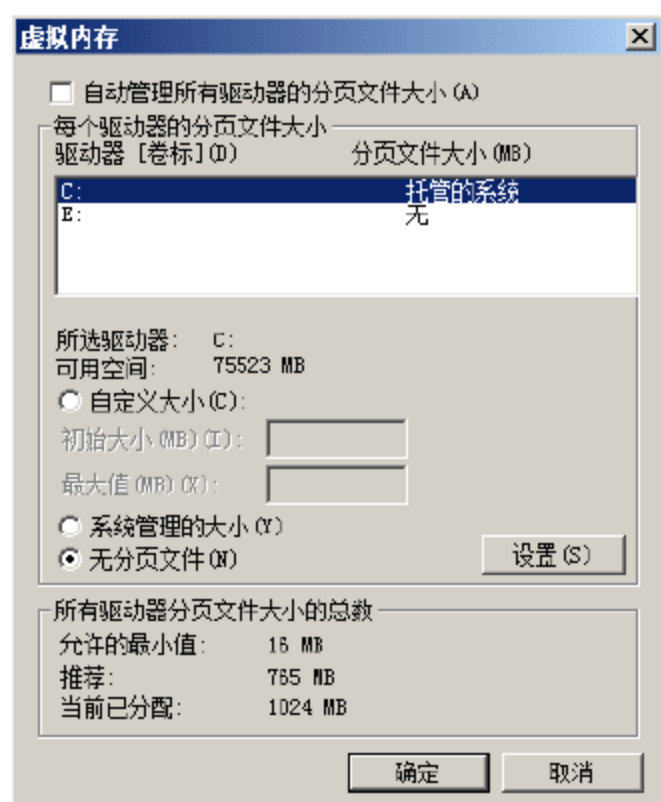 虚拟内存
自动管理所有驱动器的分页文件大小(A)
每个驱动器的分页文件大小
驱动器 [卷标](D) 分页文件大小(MB)
C: 托管的系统
E: 无
所选驱动器: C:
可用空间: 75523 MB
自定义大小(C):
初始大小(MB)(I):
最大值(MB)(X):
系统管理的大小(Y)
无分页文件(N)
设置(S)
所有驱动器分页文件大小的总数
允许的最小值: 16 MB
推荐: 765 MB
当前已分配: 1024 MB
确定 取消